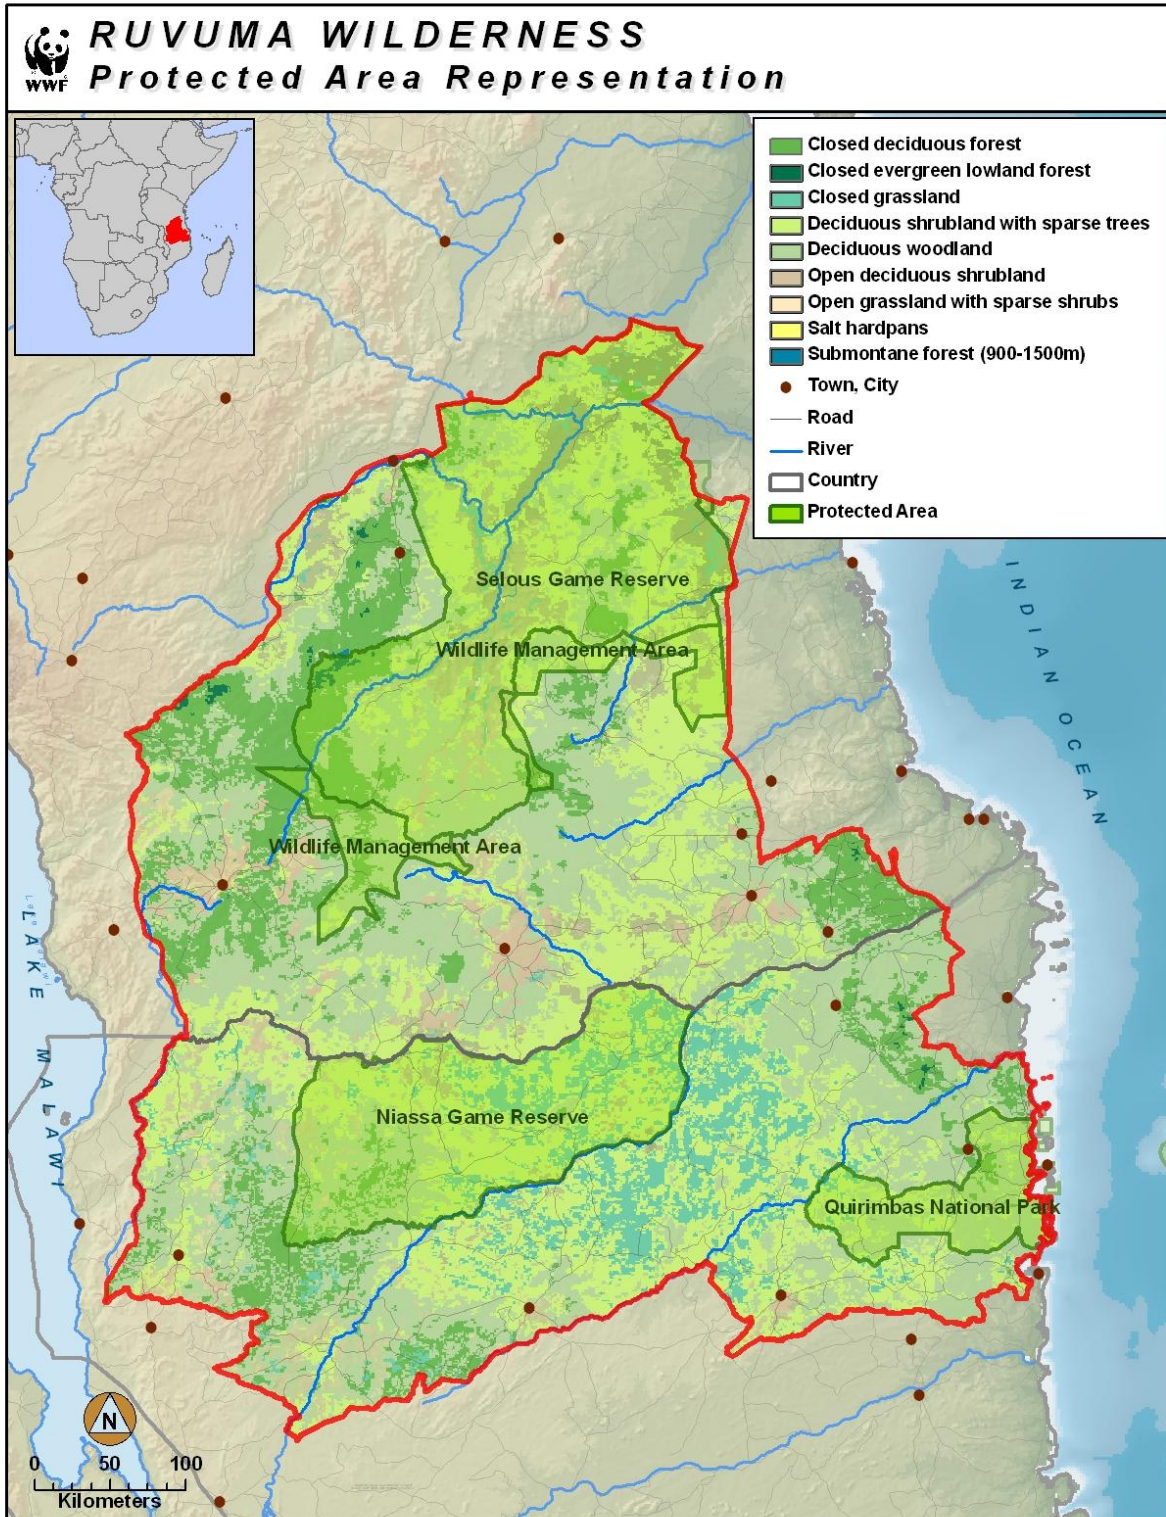 RUVUMA WILDERNESS
Protected Area Representation
WWF
Closed deciduous forest
Closed evergreen lowland forest
Closed grassland
Deciduous shrubland with sparse trees
Deciduous woodland
Open deciduous shrubland
Open grassland with sparse shrubs
Salt hardpans
Submontane forest (900-1500m)
Town, City
Road
River
Country
Protected Area
INDIAN OCEAN
Selous Game Reserve
Wildlife Management Area
Wildlife Management Area
LAKE MALAWI
Niassa Game Reserve
Quirimbas National Park
N
0 50 100
Kilometers